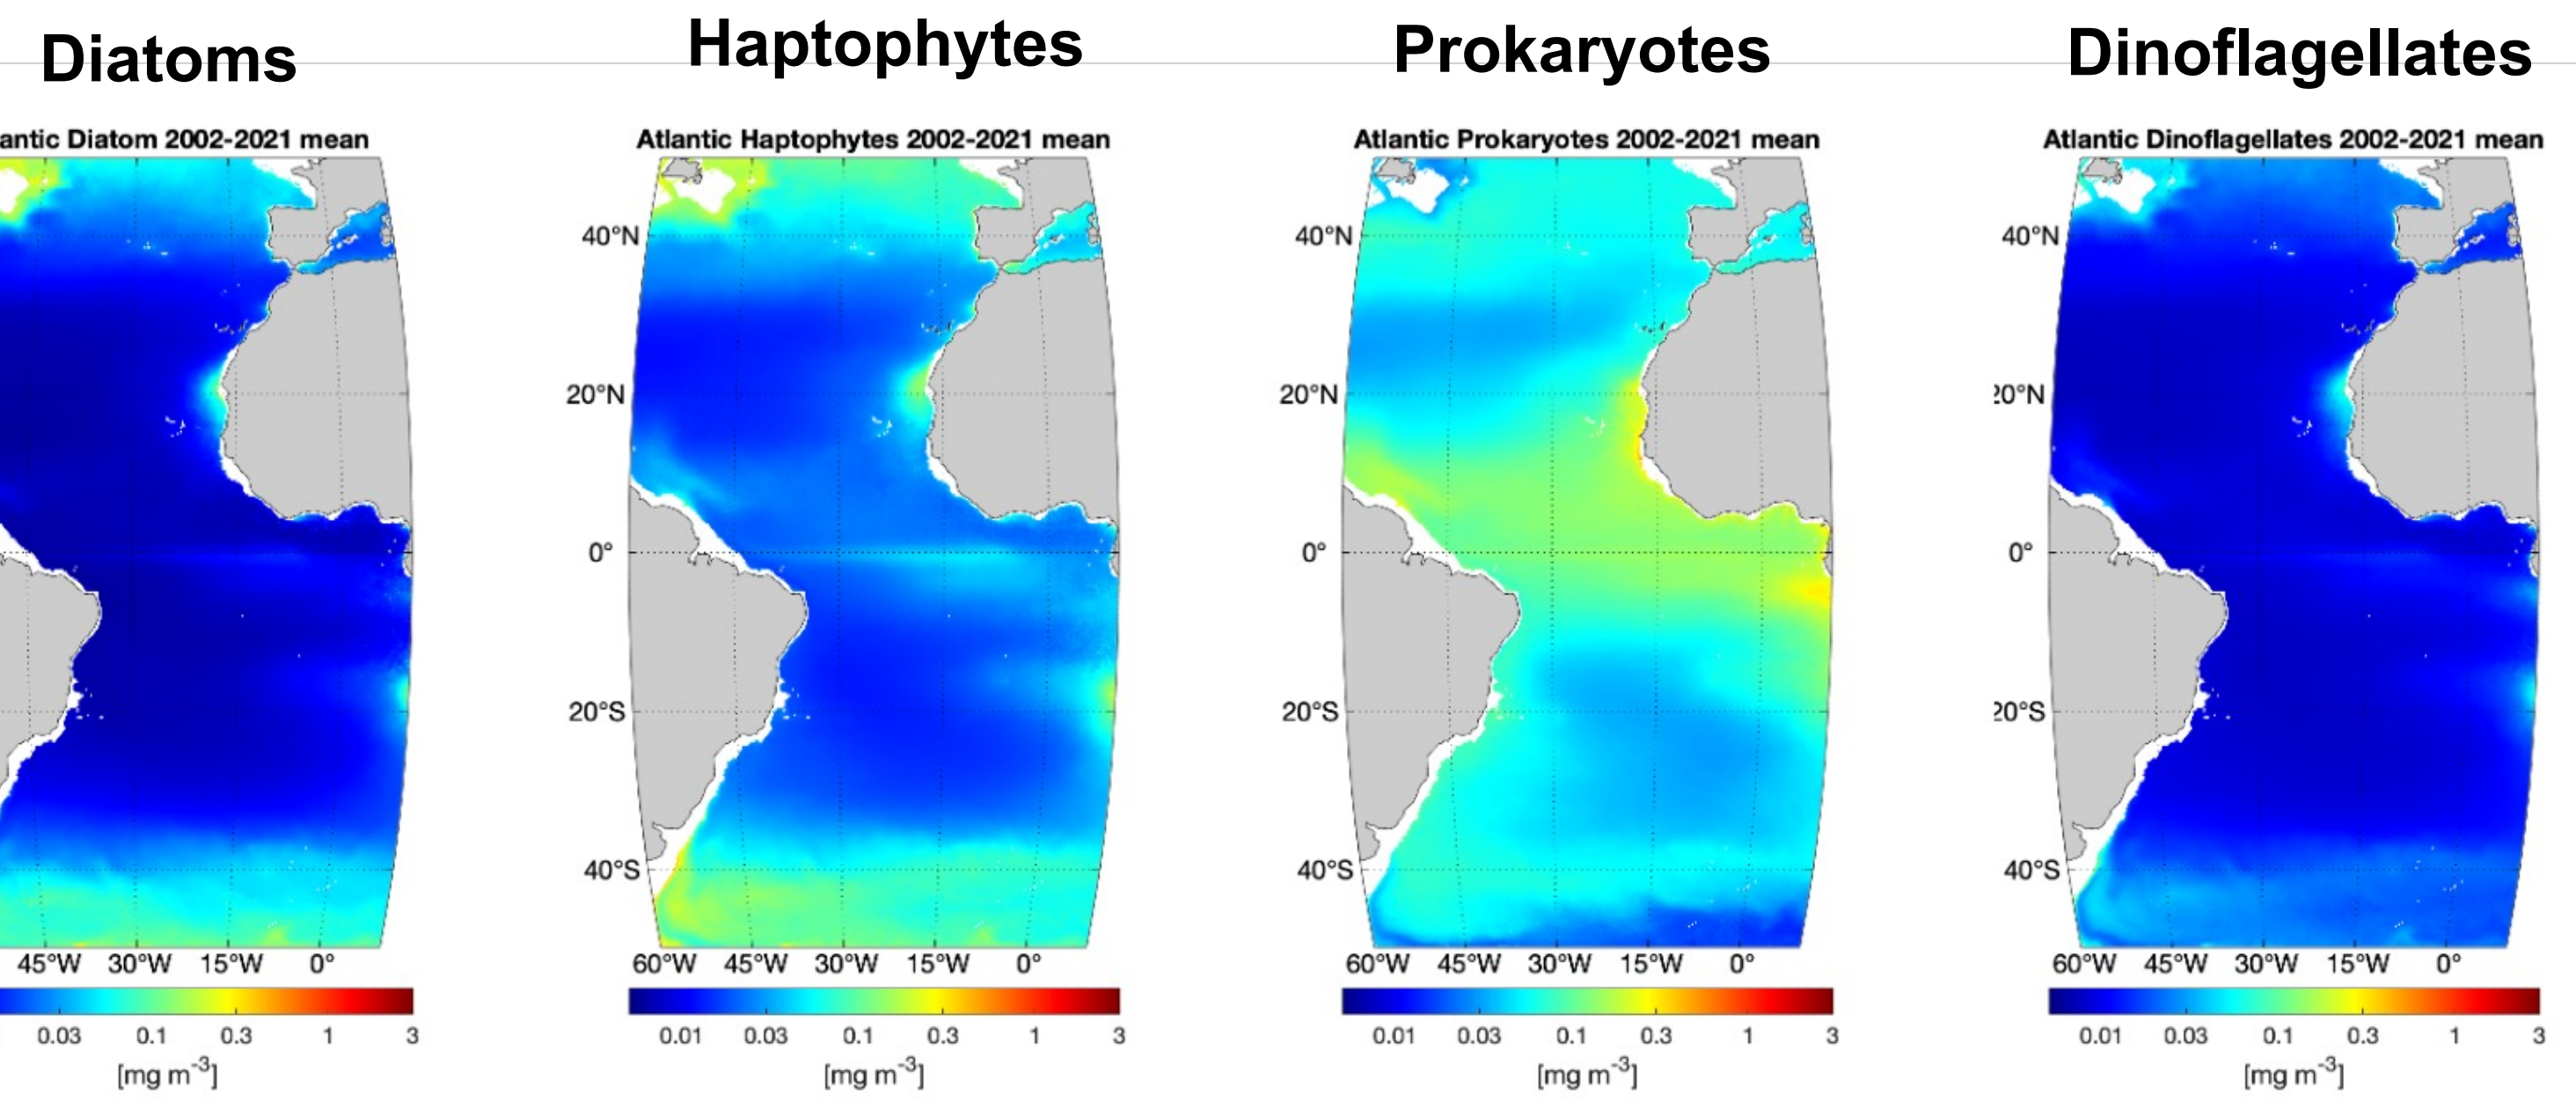 Diatoms
Haptophytes
Prokaryotes
Dinoflagellates
antic Diatom 2002-2021 mean
45°W 30°W 15°W 0°
0.03 0.1 0.3 1 3
[mg m⁻³]
Atlantic Haptophytes 2002-2021 mean
40°N
20°N
0°
20°S
40°S
60°W 45°W 30°W 15°W 0°
0.01 0.03 0.1 0.3 1 3
[mg m⁻³]
Atlantic Prokaryotes 2002-2021 mean
40°N
20°N
0°
20°S
40°S
60°W 45°W 30°W 15°W 0°
0.01 0.03 0.1 0.3 1 3
[mg m⁻³]
Atlantic Dinoflagellates 2002-2021 mean
40°N
20°N
0°
20°S
40°S
60°W 45°W 30°W 15°W 0°
0.01 0.03 0.1 0.3 1 3
[mg m⁻³]